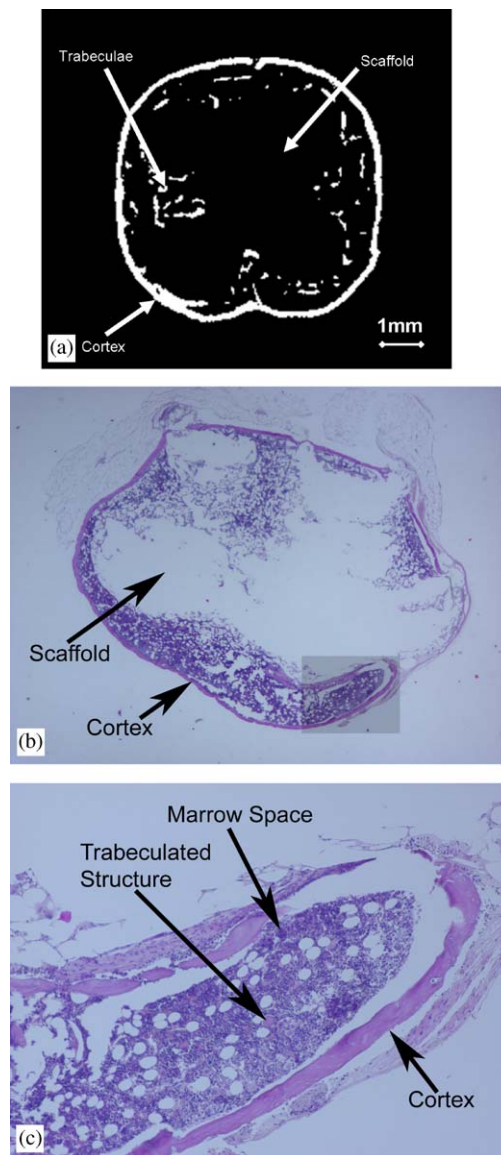 Trabeculae
Scaffold
Cortex
1mm
(a)
Scaffold
Cortex
(b)
Marrow Space
Trabeculated
Structure
Cortex
(c)